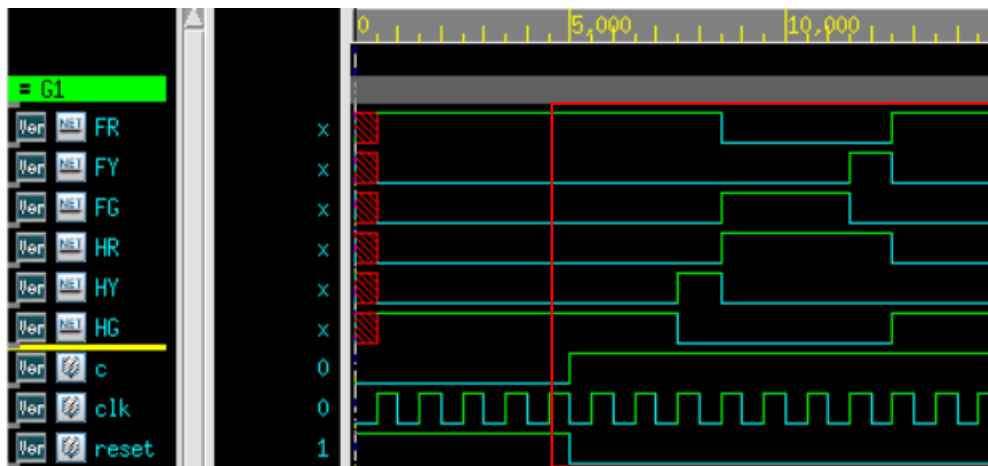 0 5,000 10,000
= G1
Ver NET FR x
Ver NET FY x
Ver NET FG x
Ver NET HR x
Ver NET HY x
Ver NET HG x
Ver c 0
Ver clk 0
Ver reset 1